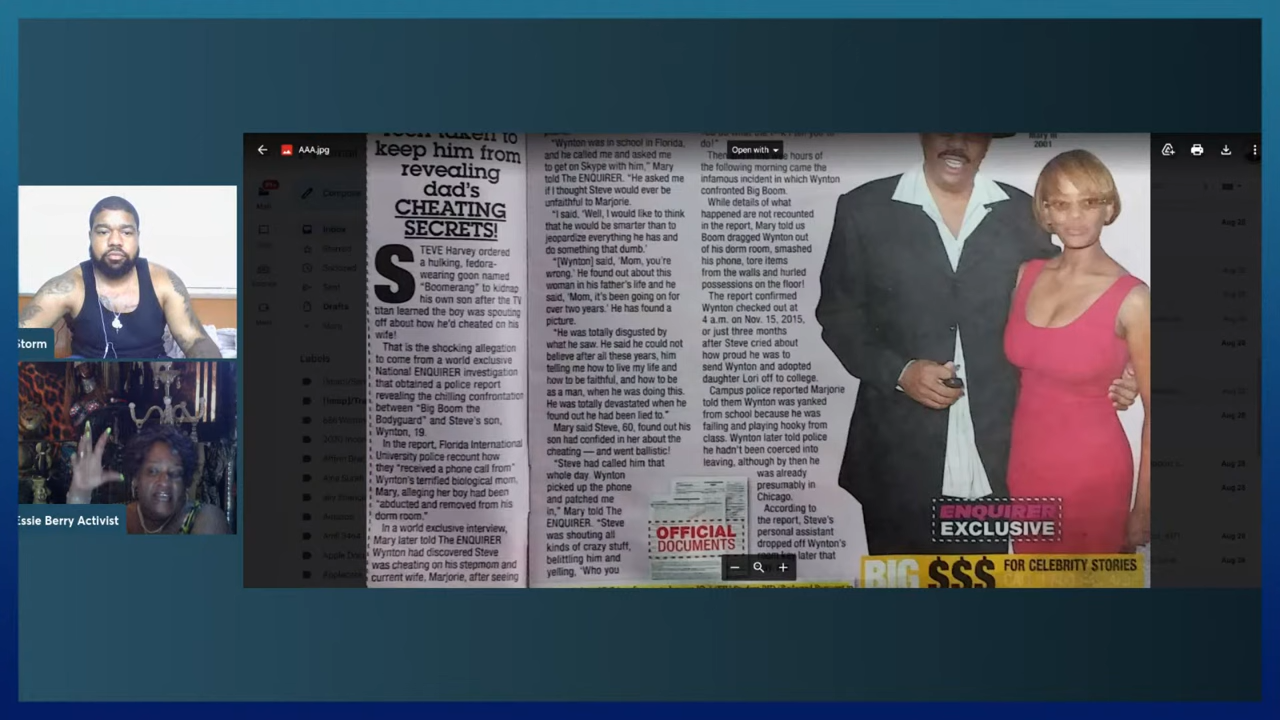 AAA.jpg
Open with
keep him from
revealing
dad's
CHEATING
SECRETS!
STEVE Harvey ordered
a hulking, fedora-
wearing goon named
"Boomerang" to kidnap
his own son after the TV
titan learned the boy was spouting
off about how he'd cheated on his
wife!
That is the shocking allegation
to come from a world exclusive
National ENQUIRER investigation
that obtained a police report
revealing the chilling confrontation
between "Big Boom the
Bodyguard" and Steve's son,
Wynton, 19.
In the report, Florida International
University police recount how
they "received a phone call from"
Wynton's terrified biological mom,
Mary, alleging her boy had been
"abducted and removed from his
dorm room."
In a world exclusive interview,
Mary later told The ENQUIRER
Wynton had discovered Steve
was cheating on his stepmom and
current wife, Marjorie, after seeing
"Wynton was in school in Florida,
and he called me and asked me
to get on Skype with him," Mary
told The ENQUIRER. "He asked me
if I thought Steve would ever be
unfaithful to Marjorie.
"I said, 'Well, I would like to think
that he would be smarter than to
jeopardize everything he has and
do something that dumb.'
"[Wynton] said, 'Mom, you're
wrong.' He found out about this
woman in his father's life and he
said, 'Mom, it's been going on for
over two years.' He has found a
picture.
"He was totally disgusted by
what he saw. He said he could not
believe after all these years, him
telling me how to live my life and
how to be faithful, and how to be
as a man, when he was doing this.
He was totally devastated when he
found out he had been lied to."
Mary said Steve, 60, found out his
son had confided in her about the
cheating — and went ballistic!
"Steve had called him that
whole day. Wynton
picked up the phone
and patched me
in," Mary told The
ENQUIRER. "Steve
was shouting all
kinds of crazy stuff,
belittling him and
yelling, 'Who you
do!"
hours of
the following morning came the
infamous incident in which Wynton
confronted Big Boom.
While details of what
happened are not recounted
in the report, Mary told us
Boom dragged Wynton out
of his dorm room, smashed
his phone, tore items
from the walls and hurled
possessions on the floor!
The report confirmed
Wynton checked out at
4 a.m. on Nov. 15, 2015,
or just three months
after Steve cried about
how proud he was to
send Wynton and adopted
daughter Lori off to college.
Campus police reported Marjorie
told them Wynton was yanked
from school because he was
failing and playing hooky from
class. Wynton later told police
he hadn't been coerced into
leaving, although by then he
was already
presumably in
Chicago.
According to
the report, Steve's
personal assistant
dropped off Wynton's
later that
OFFICIAL
DOCUMENTS
2001
ENQUIRER
EXCLUSIVE
BIG $$$ FOR CELEBRITY STORIES
Storm
Essie Berry Activist
Compose
Drafts
Labels